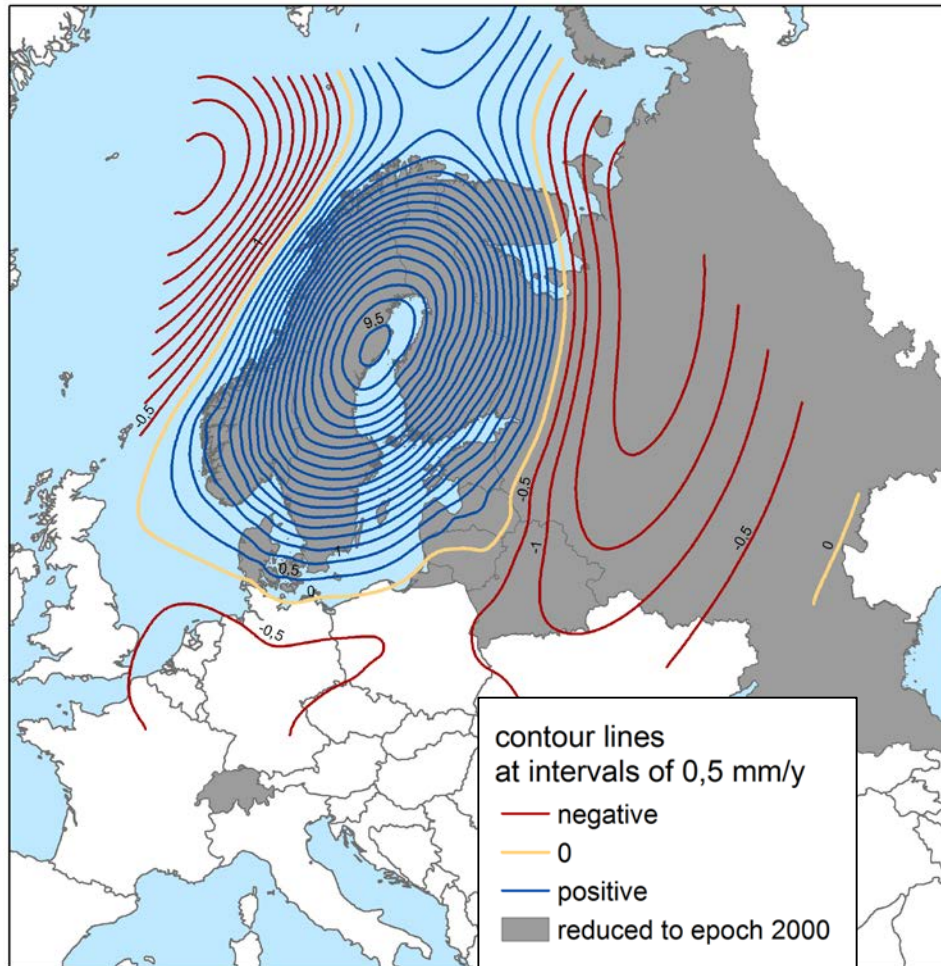 1
9,5
-0,5
-0,5
-1
-0,5
0
1
0,5
0
-0,5
contour lines
at intervals of 0,5 mm/y
negative
0
positive
reduced to epoch 2000